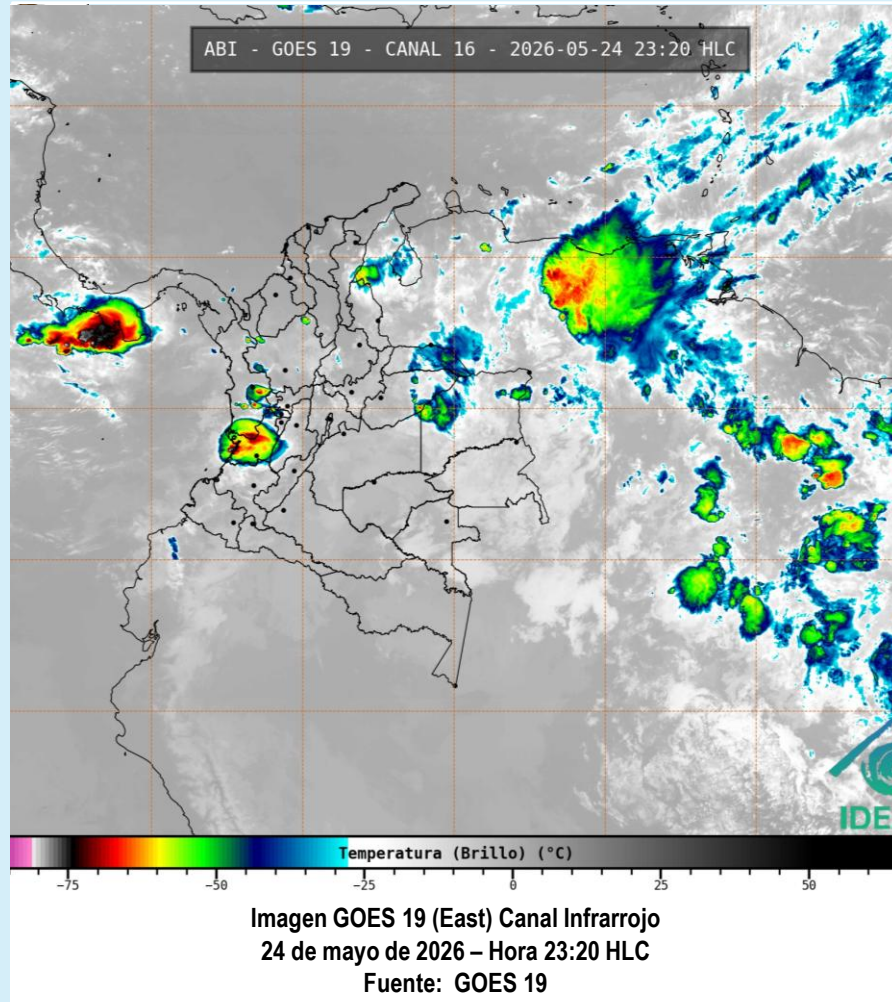 ABI - GOES 19 - CANAL 16 - 2026-05-24 23:20 HLC
Temperatura (Brillo) (°C)
−75 −50 −25 0 25 50
Imagen GOES 19 (East) Canal Infrarrojo
24 de mayo de 2026 – Hora 23:20 HLC
Fuente: GOES 19